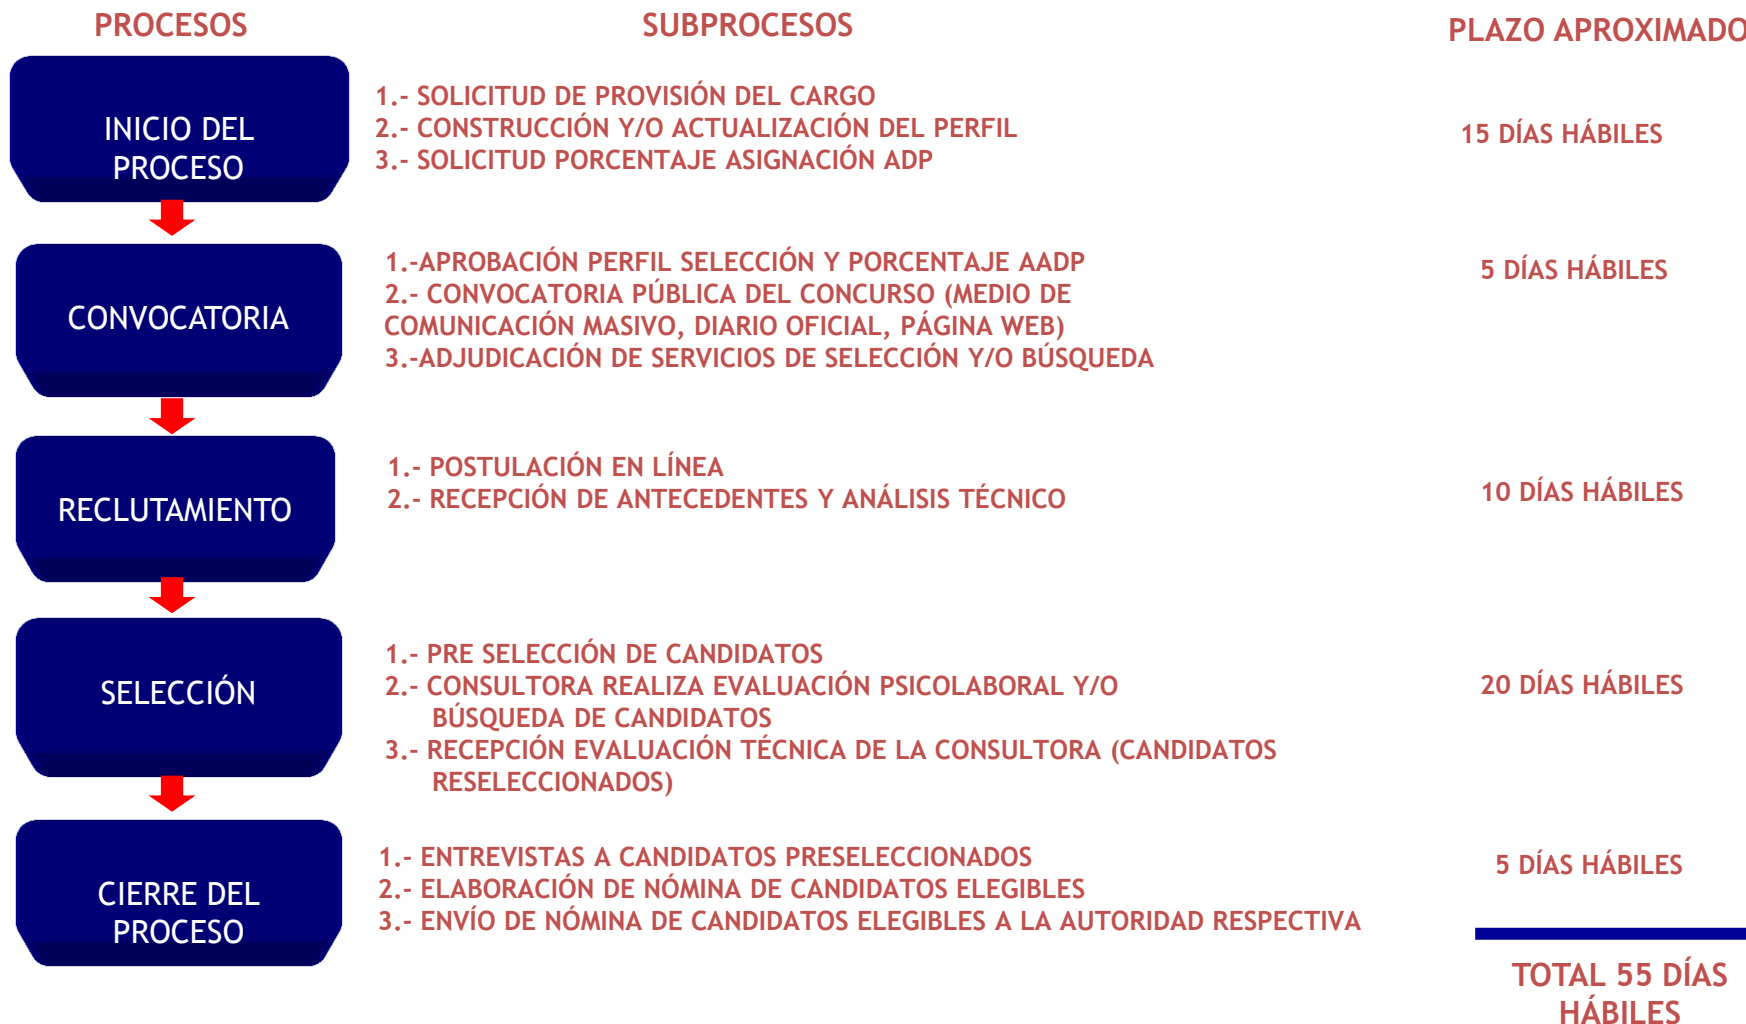 PROCESOS
SUBPROCESOS
PLAZO APROXIMADO
INICIO DEL
PROCESO
1.- SOLICITUD DE PROVISIÓN DEL CARGO
2.- CONSTRUCCIÓN Y/O ACTUALIZACIÓN DEL PERFIL
3.- SOLICITUD PORCENTAJE ASIGNACIÓN ADP
15 DÍAS HÁBILES
CONVOCATORIA
1.-APROBACIÓN PERFIL SELECCIÓN Y PORCENTAJE AADP
2.- CONVOCATORIA PÚBLICA DEL CONCURSO (MEDIO DE
COMUNICACIÓN MASIVO, DIARIO OFICIAL, PÁGINA WEB)
3.-ADJUDICACIÓN DE SERVICIOS DE SELECCIÓN Y/O BÚSQUEDA
5 DÍAS HÁBILES
RECLUTAMIENTO
1.- POSTULACIÓN EN LÍNEA
2.- RECEPCIÓN DE ANTECEDENTES Y ANÁLISIS TÉCNICO
10 DÍAS HÁBILES
SELECCIÓN
1.- PRE SELECCIÓN DE CANDIDATOS
2.- CONSULTORA REALIZA EVALUACIÓN PSICOLABORAL Y/O
BÚSQUEDA DE CANDIDATOS
3.- RECEPCIÓN EVALUACIÓN TÉCNICA DE LA CONSULTORA (CANDIDATOS
RESELECCIONADOS)
20 DÍAS HÁBILES
CIERRE DEL
PROCESO
1.- ENTREVISTAS A CANDIDATOS PRESELECCIONADOS
2.- ELABORACIÓN DE NÓMINA DE CANDIDATOS ELEGIBLES
3.- ENVÍO DE NÓMINA DE CANDIDATOS ELEGIBLES A LA AUTORIDAD RESPECTIVA
5 DÍAS HÁBILES
TOTAL 55 DÍAS
HÁBILES